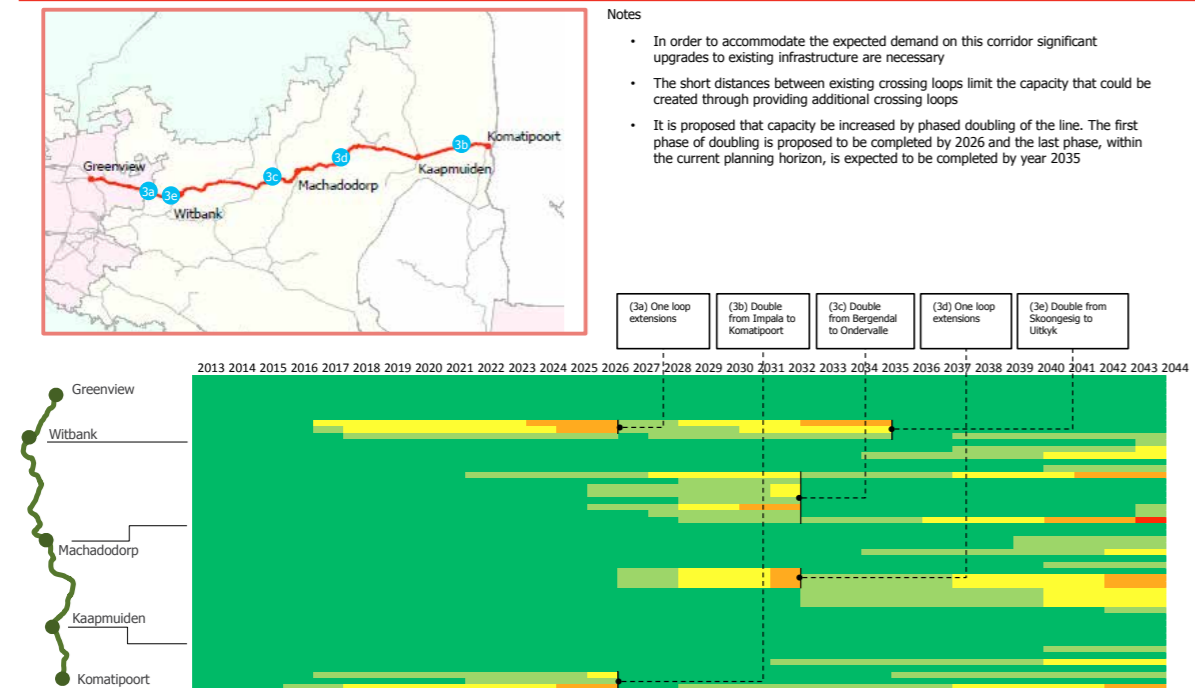 Notes
• In order to accommodate the expected demand on this corridor significant
upgrades to existing infrastructure are necessary
• The short distances between existing crossing loops limit the capacity that could be
created through providing additional crossing loops
• It is proposed that capacity be increased by phased doubling of the line. The first
phase of doubling is proposed to be completed by 2026 and the last phase, within
the current planning horizon, is expected to be completed by year 2035
Greenview
3a
3e
Witbank
3c
Machadodorp
3d
Kaapmuiden
3b
Komatipoort
(3a) One loop
extensions
(3b) Double
from Impala to
Komatipoort
(3c) Double
from Bergendal
to Ondervalle
(3d) One loop
extensions
(3e) Double from
Skoongesig to
Uitkyk
2013 2014 2015 2016 2017 2018 2019 2020 2021 2022 2023 2024 2025 2026 2027 2028 2029 2030 2031 2032 2033 2034 2035 2036 2037 2038 2039 2040 2041 2042 2043 2044
Greenview
Witbank
Machadodorp
Kaapmuiden
Komatipoort